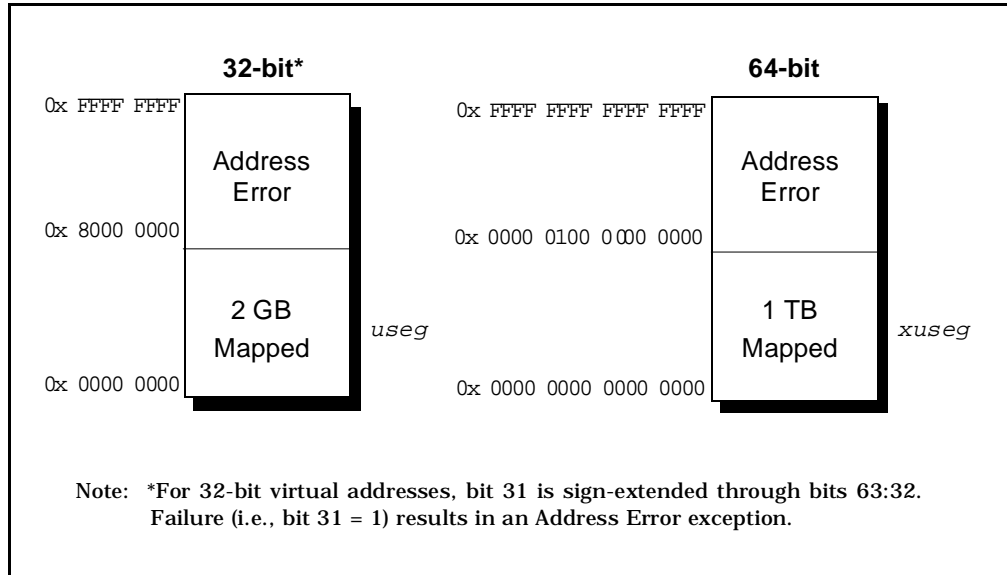 32-bit*
0x FFFF FFFF
Address
Error
0x 8000 0000
2 GB
Mapped
useg
0x 0000 0000
64-bit
0x FFFF FFFF FFFF FFFF
Address
Error
0x 0000 0100 0000 0000
1 TB
Mapped
xuseg
0x 0000 0000 0000 0000
Note: *For 32-bit virtual addresses, bit 31 is sign-extended through bits 63:32.
Failure (i.e., bit 31 = 1) results in an Address Error exception.